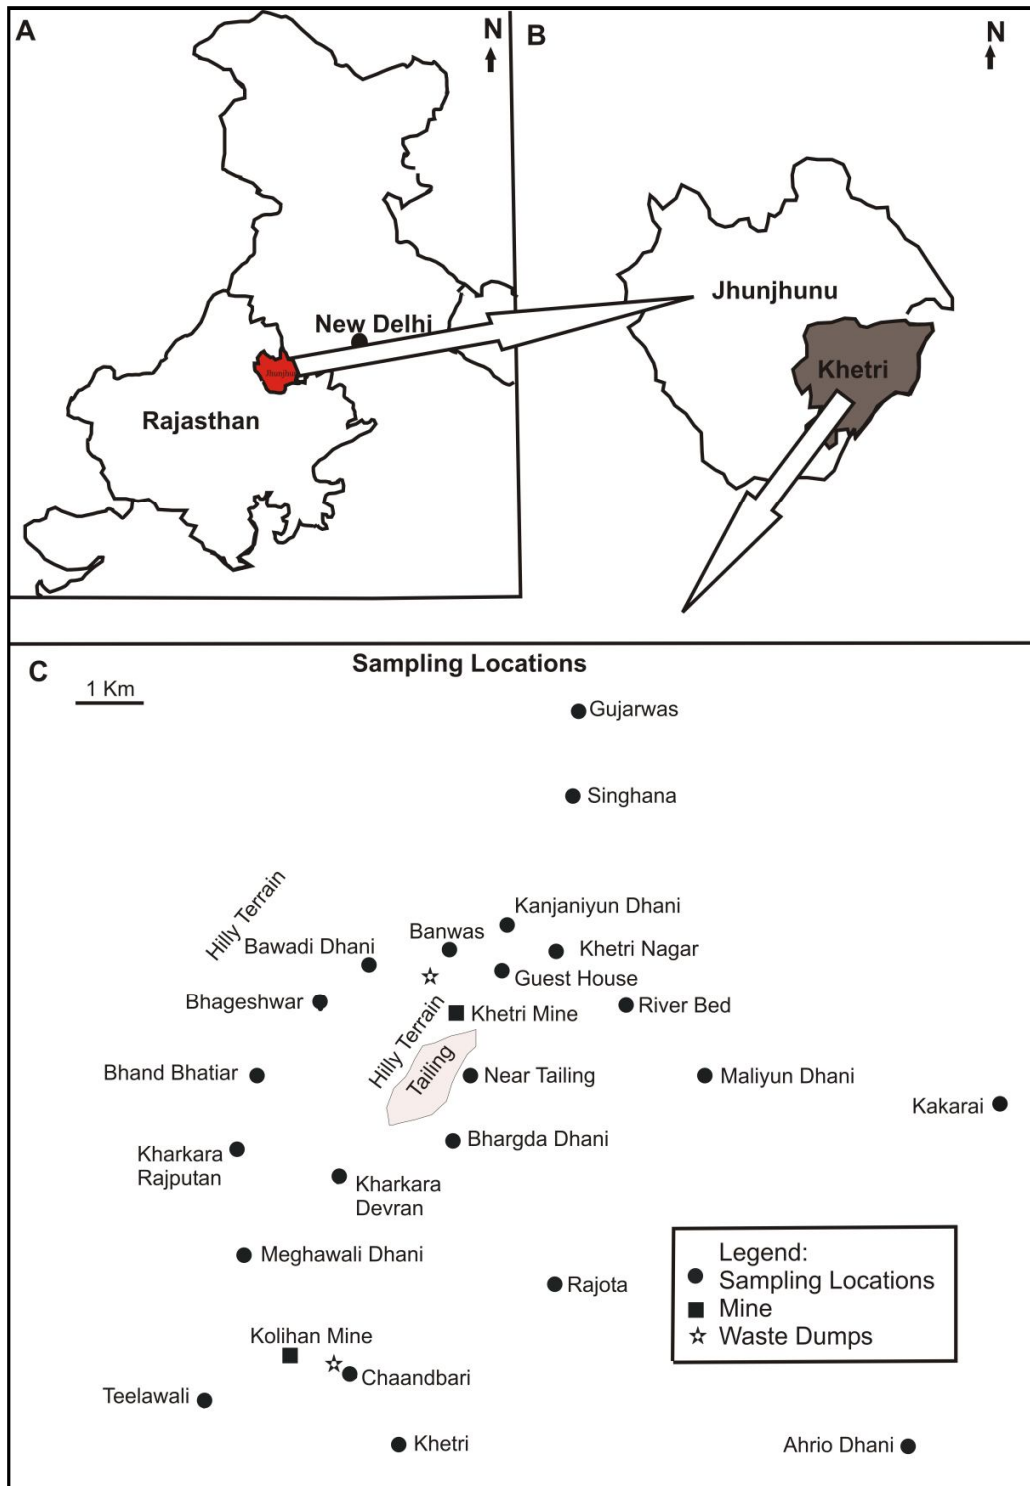 A
N
New Delhi
Jhunjhu
Rajasthan
B
N
Jhunjhunu
Khetri
C
Sampling Locations
1 Km
Gujarwas
Singhana
Hilly Terrain
Kanjaniyun Dhani
Banwas
Bawadi Dhani
Khetri Nagar
Guest House
Bhageshwar
River Bed
Khetri Mine
Hilly Terrain
Tailing
Bhand Bhatiar
Near Tailing
Maliyun Dhani
Kakarai
Bhargda Dhani
Kharkara
Rajputan
Kharkara
Devran
Meghawali Dhani
Rajota
Legend:
Sampling Locations
Mine
Waste Dumps
Kolihan Mine
Chaandbari
Teelawali
Khetri
Ahrio Dhani